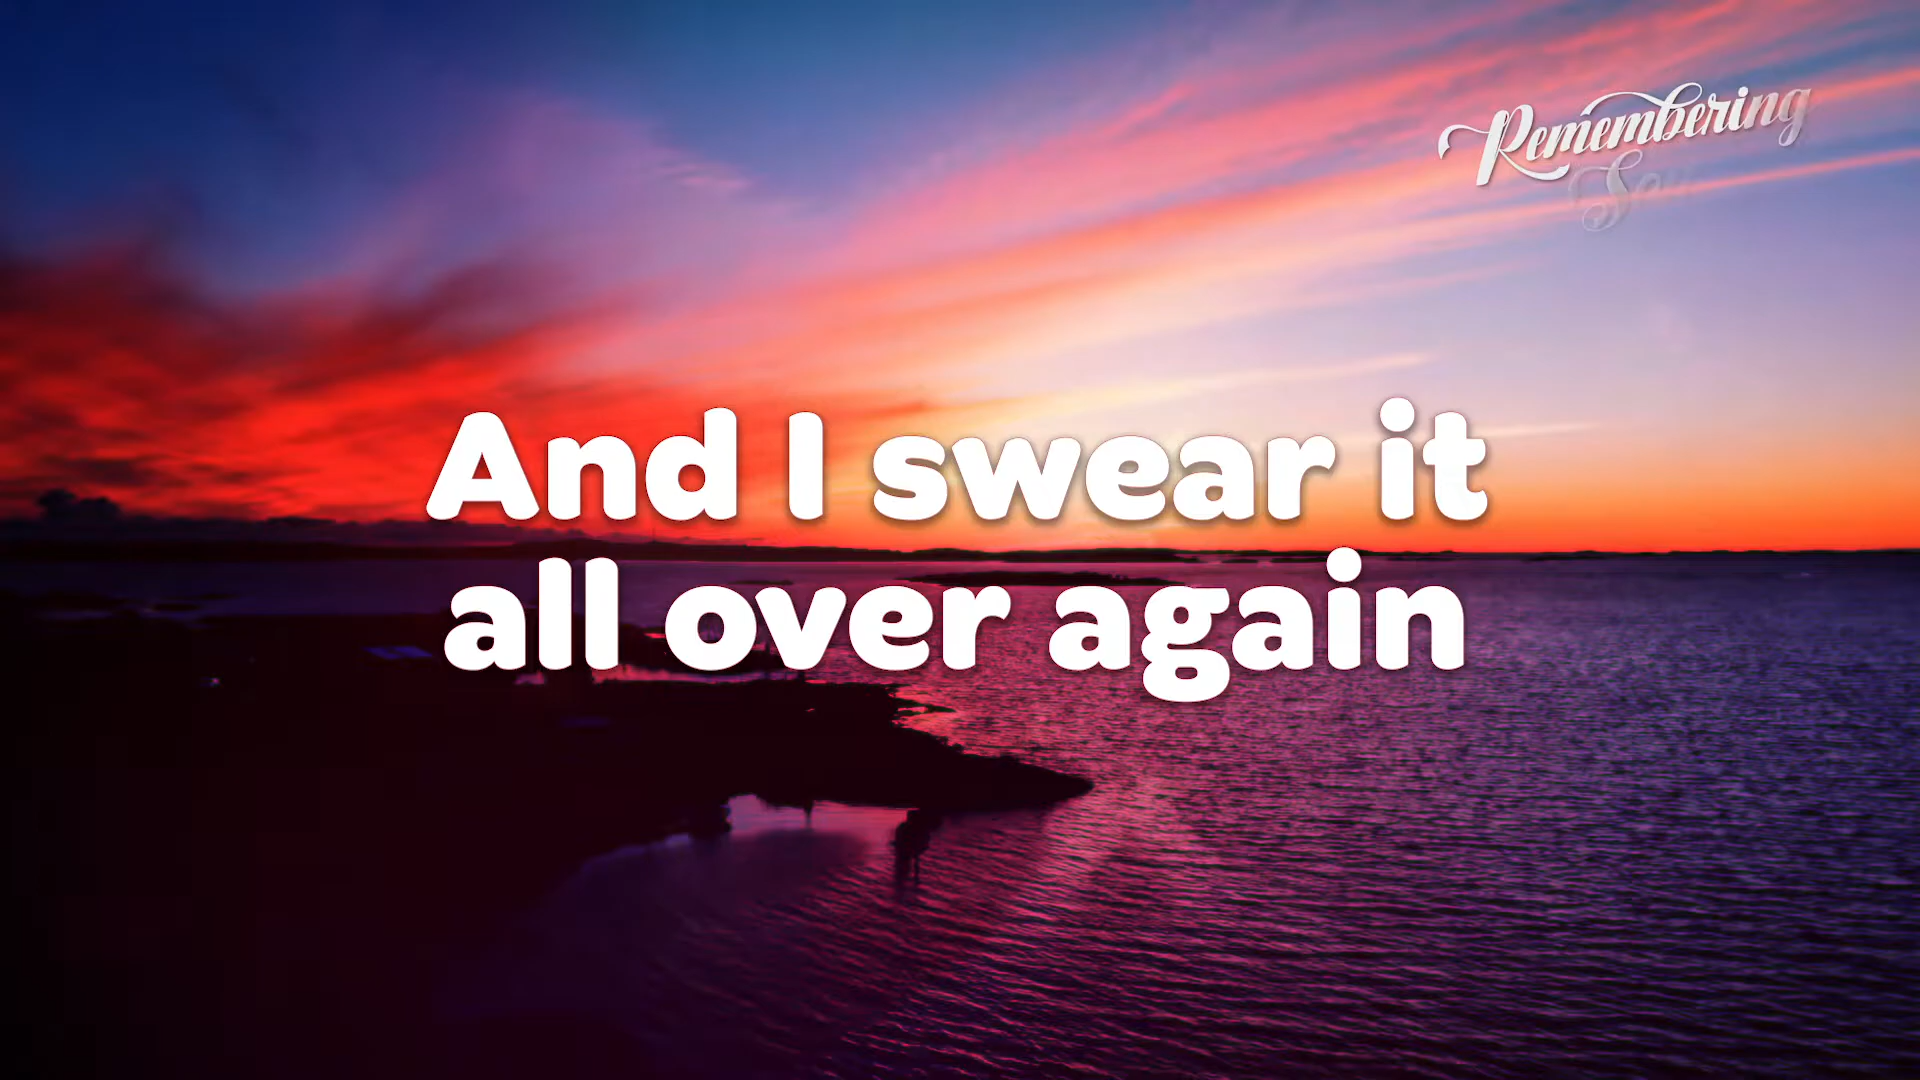 Remembering
And I swear it
all over again